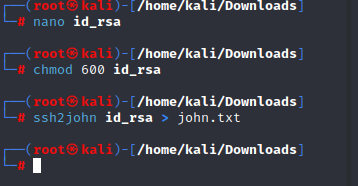 ┌──(root㉿kali)-[/home/kali/Downloads]
└─# nano id_rsa
┌──(root㉿kali)-[/home/kali/Downloads]
└─# chmod 600 id_rsa
┌──(root㉿kali)-[/home/kali/Downloads]
└─# ssh2john id_rsa > john.txt
┌──(root㉿kali)-[/home/kali/Downloads]
└─#